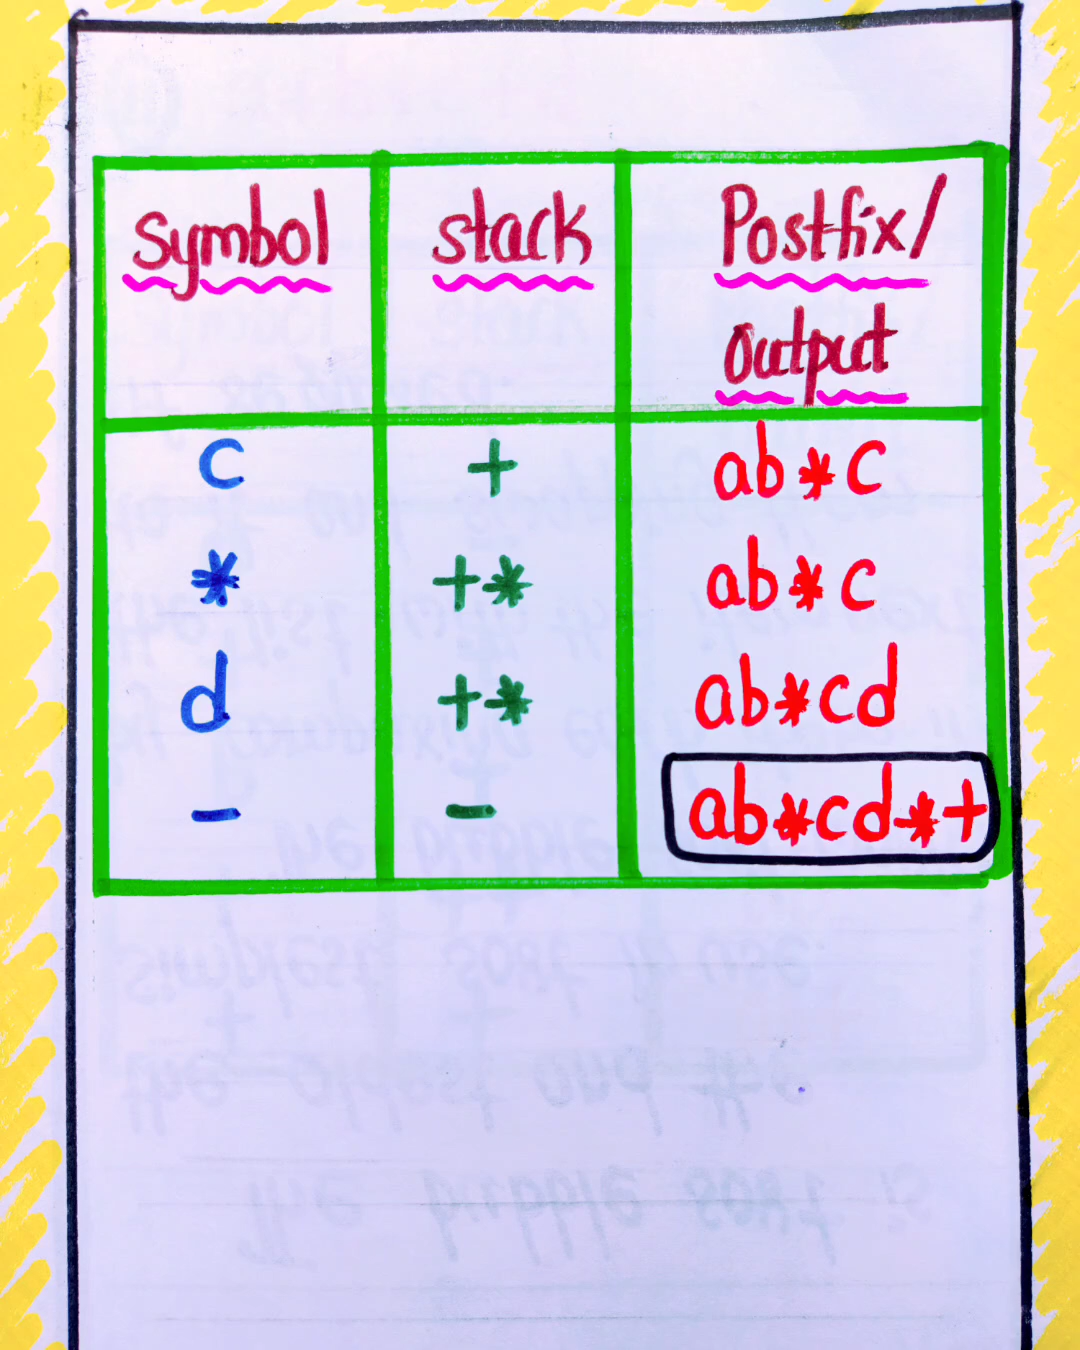 Symbol stack Postfix/
output
c + ab*c
* +* ab*c
d +* ab*cd
- - ab*cd*+